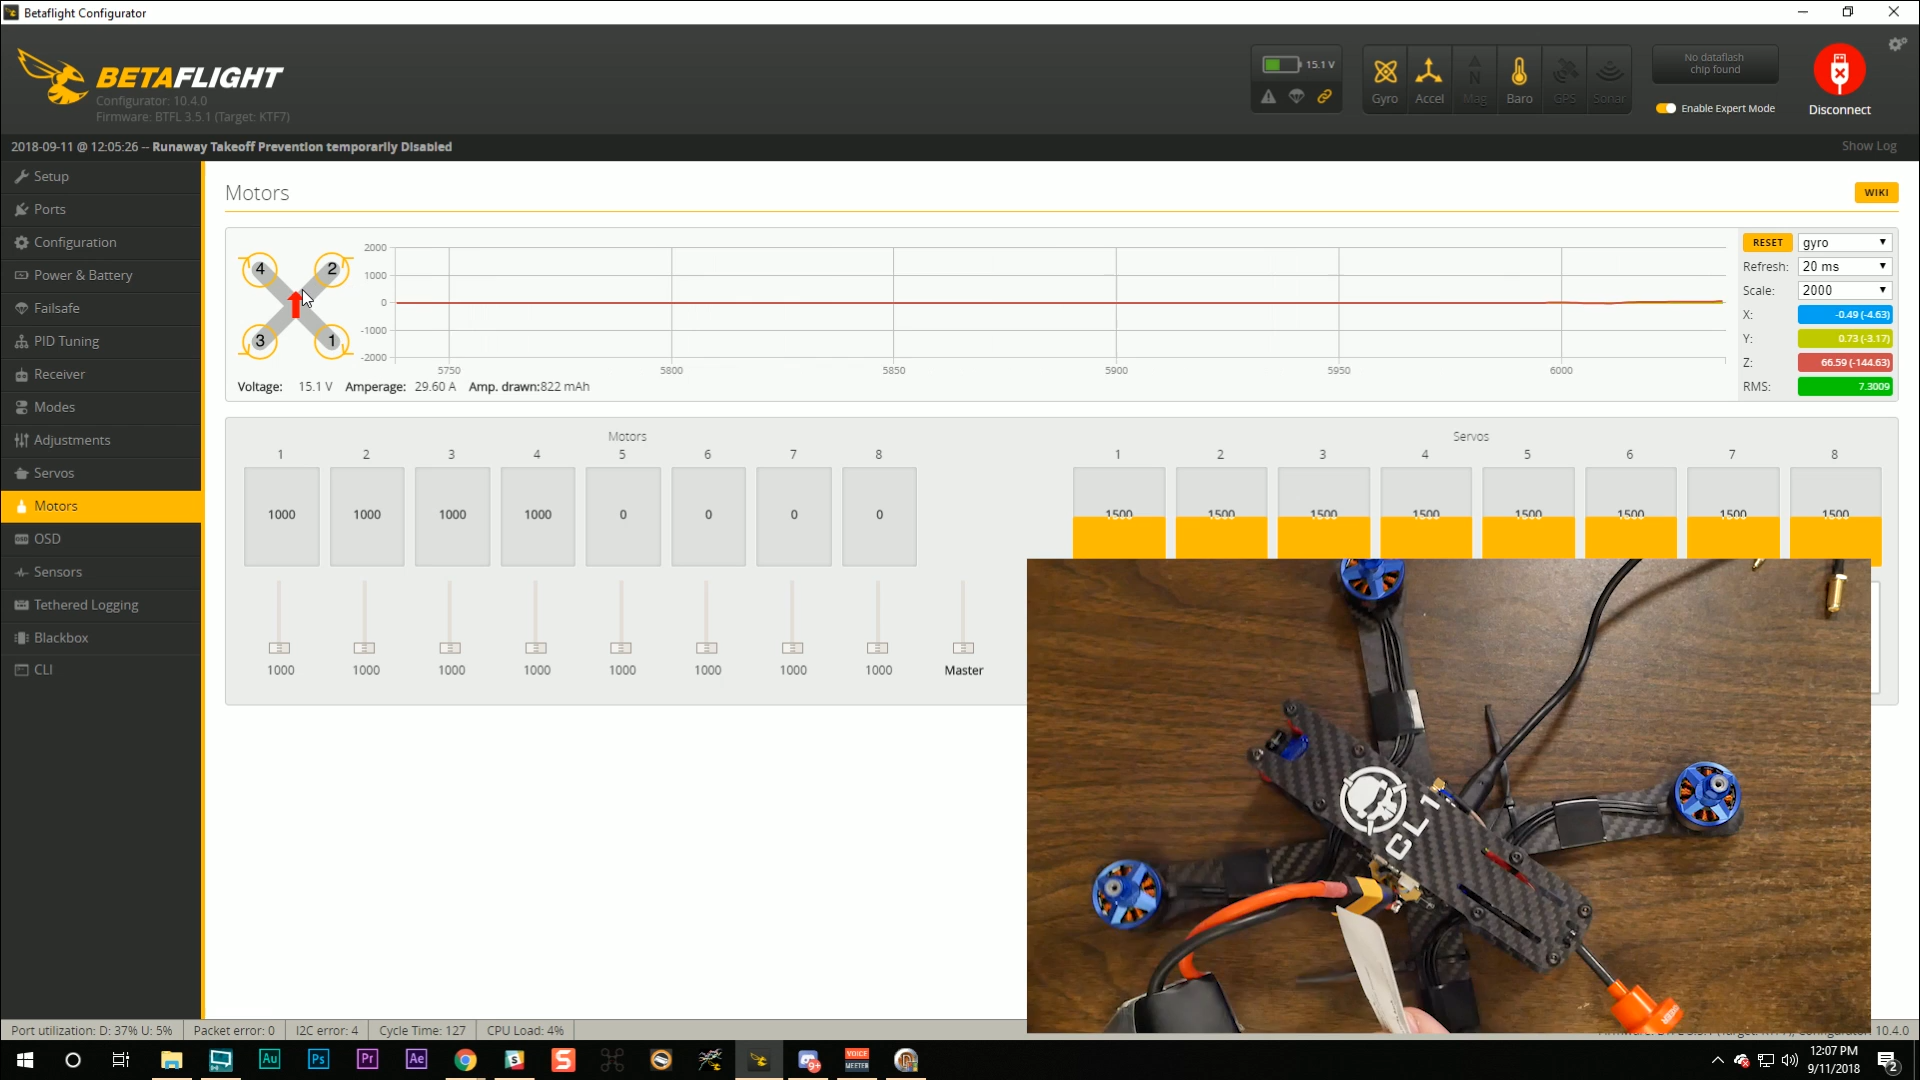 Betaflight Configurator
BETAFLIGHT
Configurator: 10.4.0
Firmware: BTFL 3.5.1 (Target: KTF7)
15.1 V
Gyro
Accel
Mag
Baro
GPS
Sonar
No dataflash
chip found
Enable Expert Mode
Disconnect
2018-09-11 @ 12:05:26 -- Runaway Takeoff Prevention temporarily Disabled
Show Log
Setup
Ports
Configuration
Power & Battery
Failsafe
PID Tuning
Receiver
Modes
Adjustments
Servos
Motors
OSD
Sensors
Tethered Logging
Blackbox
CLI
Motors
WIKI
4 2
3 1
2000
1000
0
-1000
-2000
5750 5800 5850 5900 5950 6000
Voltage: 15.1 V Amperage: 29.60 A Amp. drawn:822 mAh
RESET gyro
Refresh: 20 ms
Scale: 2000
X: -0.49 (-4.63)
Y: 0.73 (-3.17)
Z: 66.59 (-144.63)
RMS: 7.3009
Motors
1 2 3 4 5 6 7 8
1000 1000 1000 1000 0 0 0 0
1000 1000 1000 1000 1000 1000 1000 1000 Master
Servos
1 2 3 4 5 6 7 8
1500 1500 1500 1500 1500 1500 1500 1500
CL1
Port utilization: D: 37% U: 5% Packet error: 0 I2C error: 4 Cycle Time: 127 CPU Load: 4%
10.4.0
Au
Ps
Pr
Ae
S
9+
VOICE
MEETER
12:07 PM
9/11/2018
2